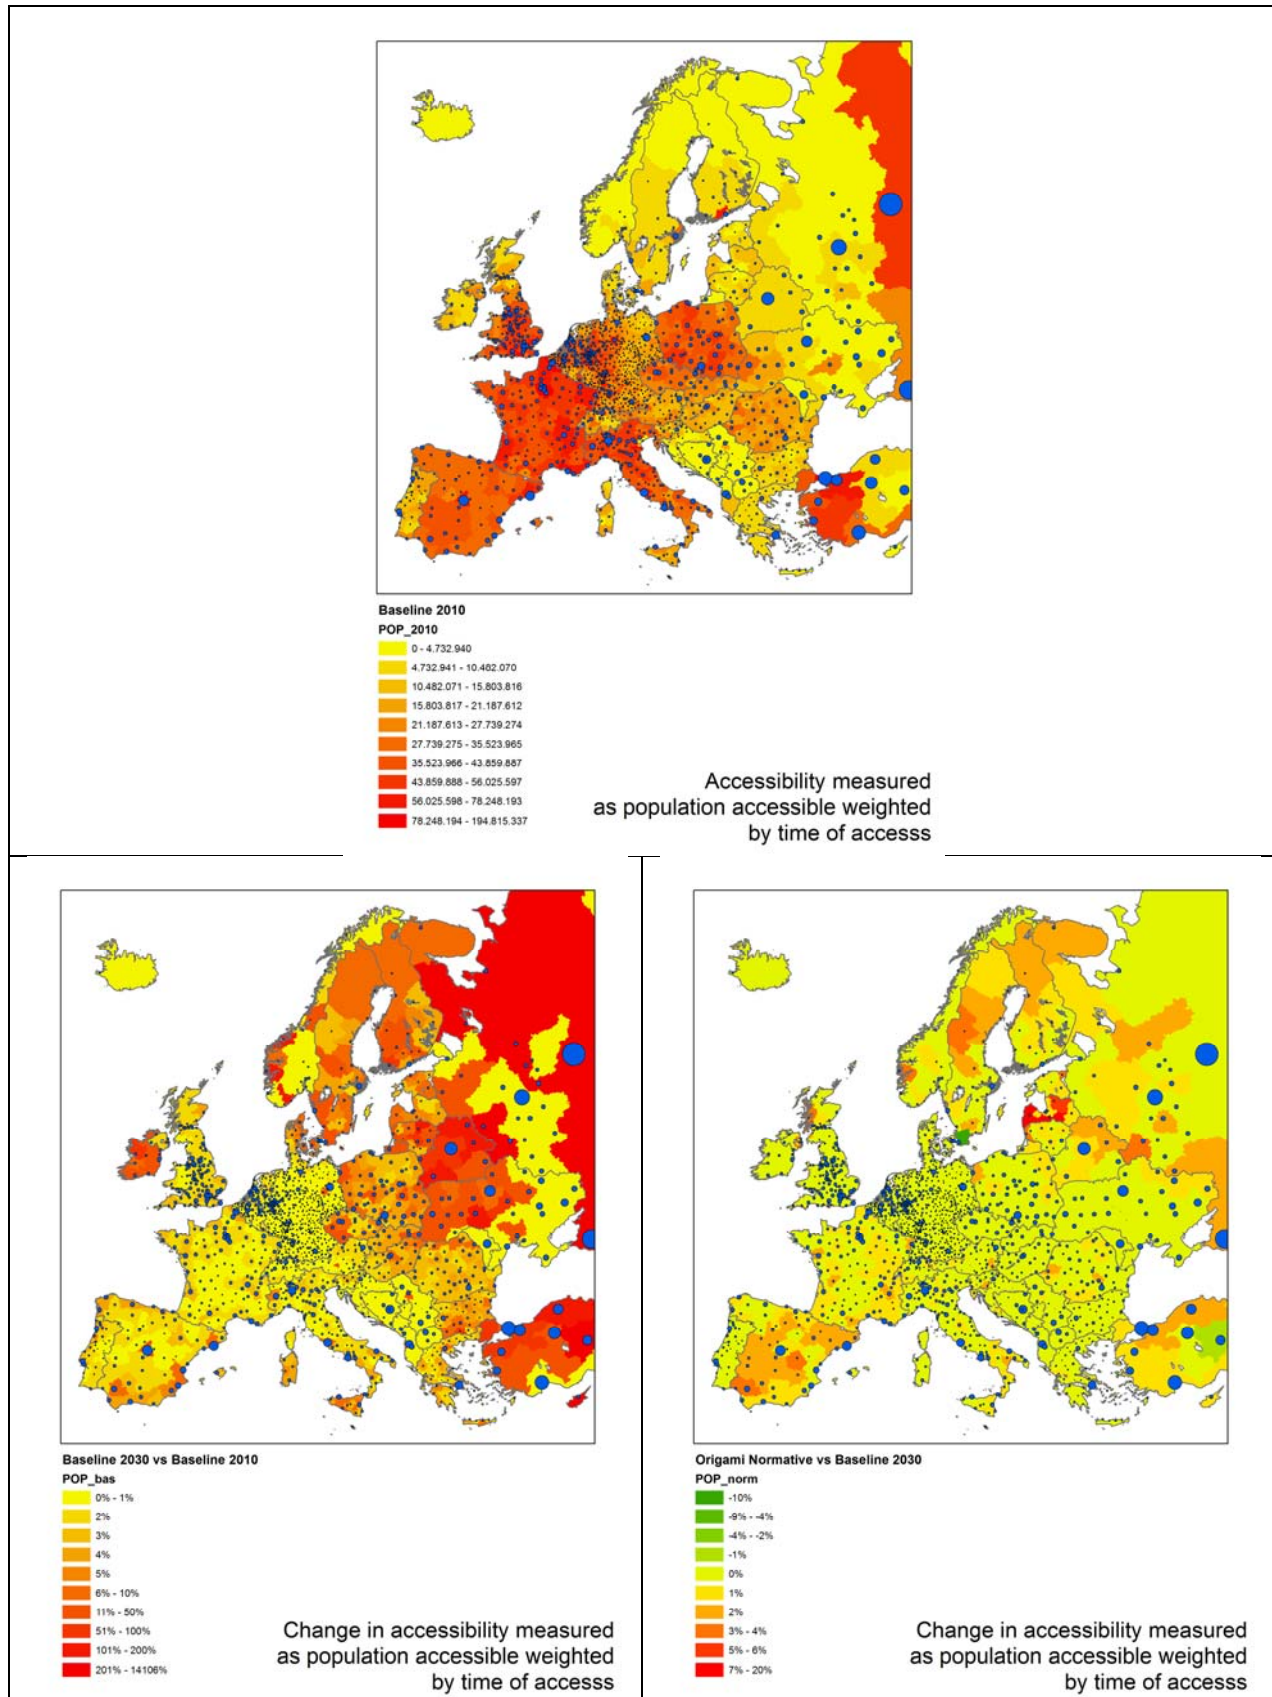 Baseline 2010
POP_2010
0 - 4.732.940
4.732.941 - 10.462.070
10.482.071 - 15.803.816
15.803.817 - 21.187.612
21.187.613 - 27.739.274
27.739.275 - 35.523.965
35.523.966 - 43.859.887
43.859.888 - 56.025.597
56.025.598 - 78.248.193
78.248.194 - 194.815.337
Accessibility measured
as population accessible weighted
by time of accesss
Baseline 2030 vs Baseline 2010
POP_bas
0% - 1%
2%
3%
4%
5%
6% - 10%
11% - 50%
51% - 100%
101% - 200%
201% - 14106%
Change in accessibility measured
as population accessible weighted
by time of accesss
Origami Normative vs Baseline 2030
POP_norm
-10%
-9% - -4%
-4% - -2%
-1%
0%
1%
2%
3% - 4%
5% - 6%
7% - 20%
Change in accessibility measured
as population accessible weighted
by time of accesss